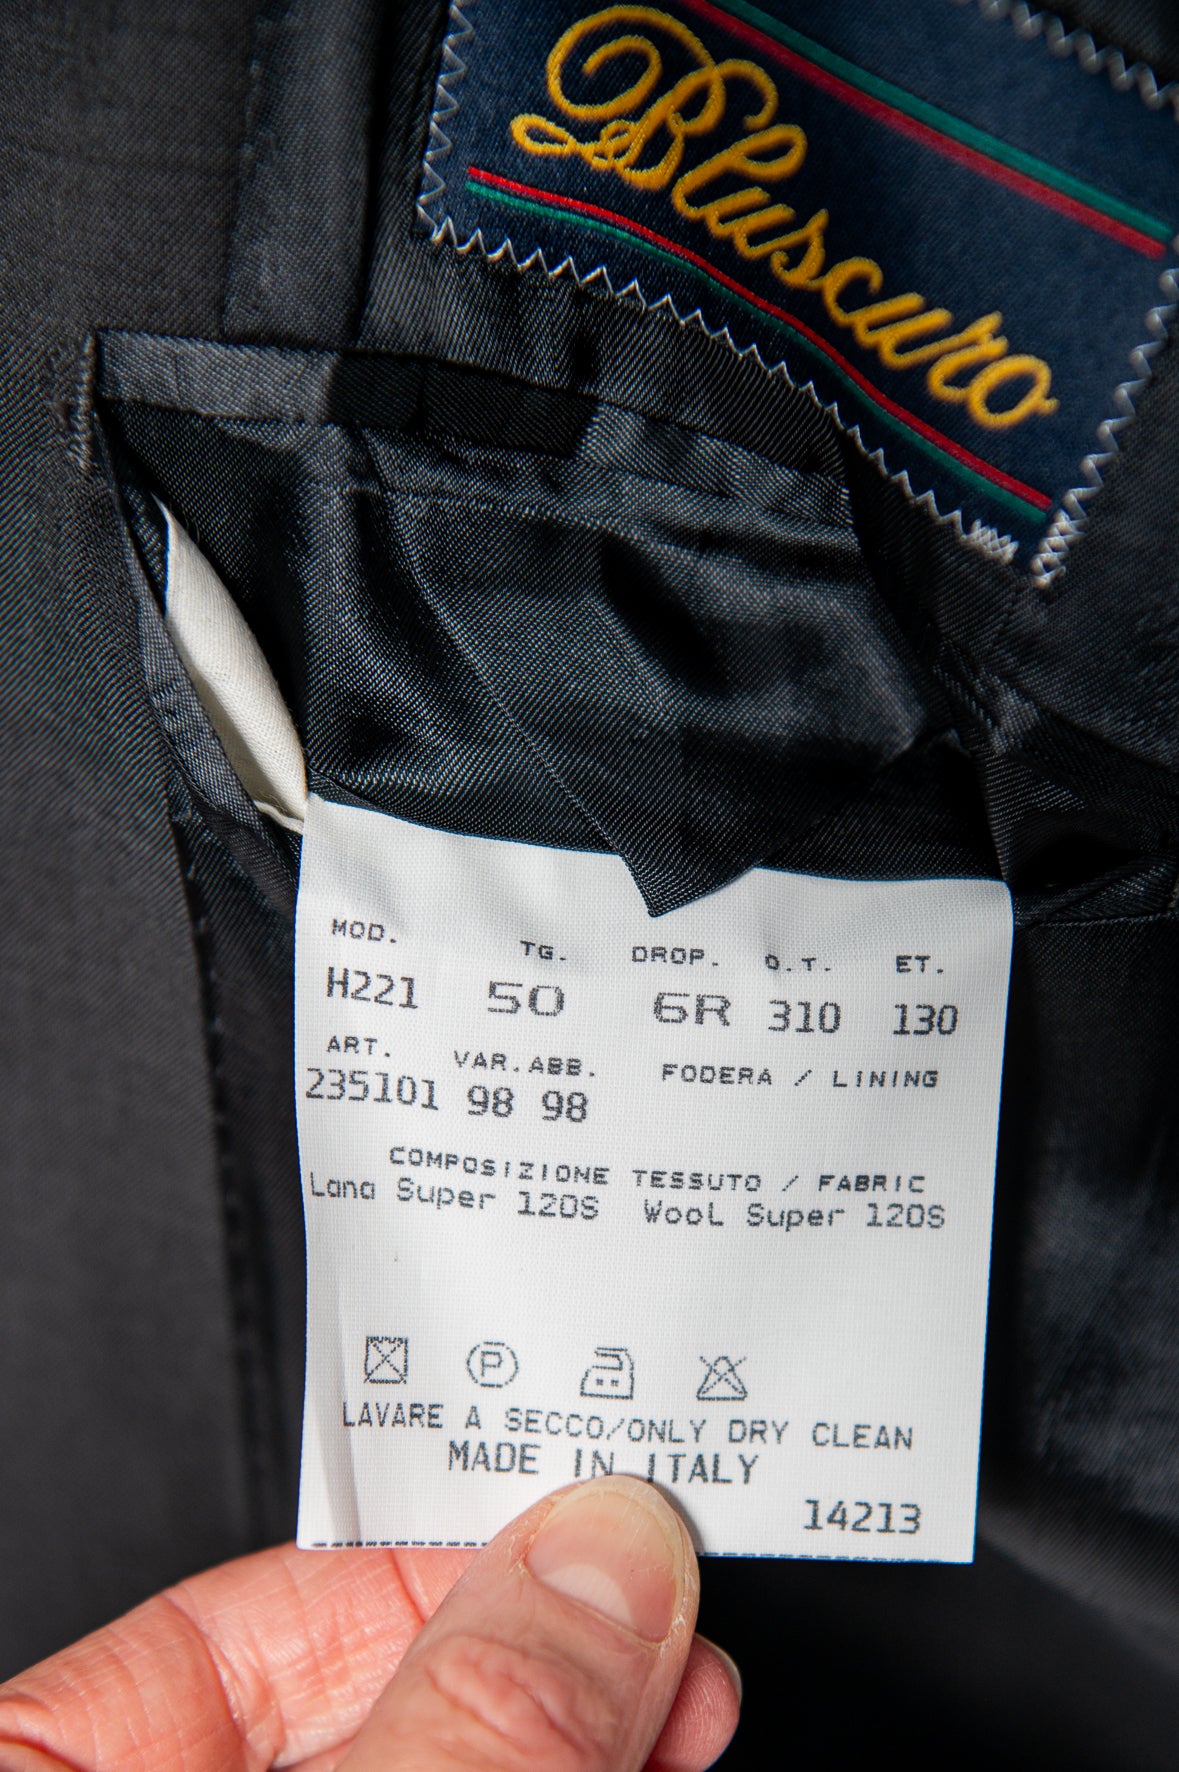 Bluscuro
MOD. TG. DROP. O.T. ET.
H221 50 6R 310 130
ART. VAR.ABB. FODERA / LINING
235101 98 98
COMPOSIZIONE TESSUTO / FABRIC
Lana Super 120S WooL Super 120S
P
LAVARE A SECCO/ONLY DRY CLEAN
MADE IN ITALY
14213